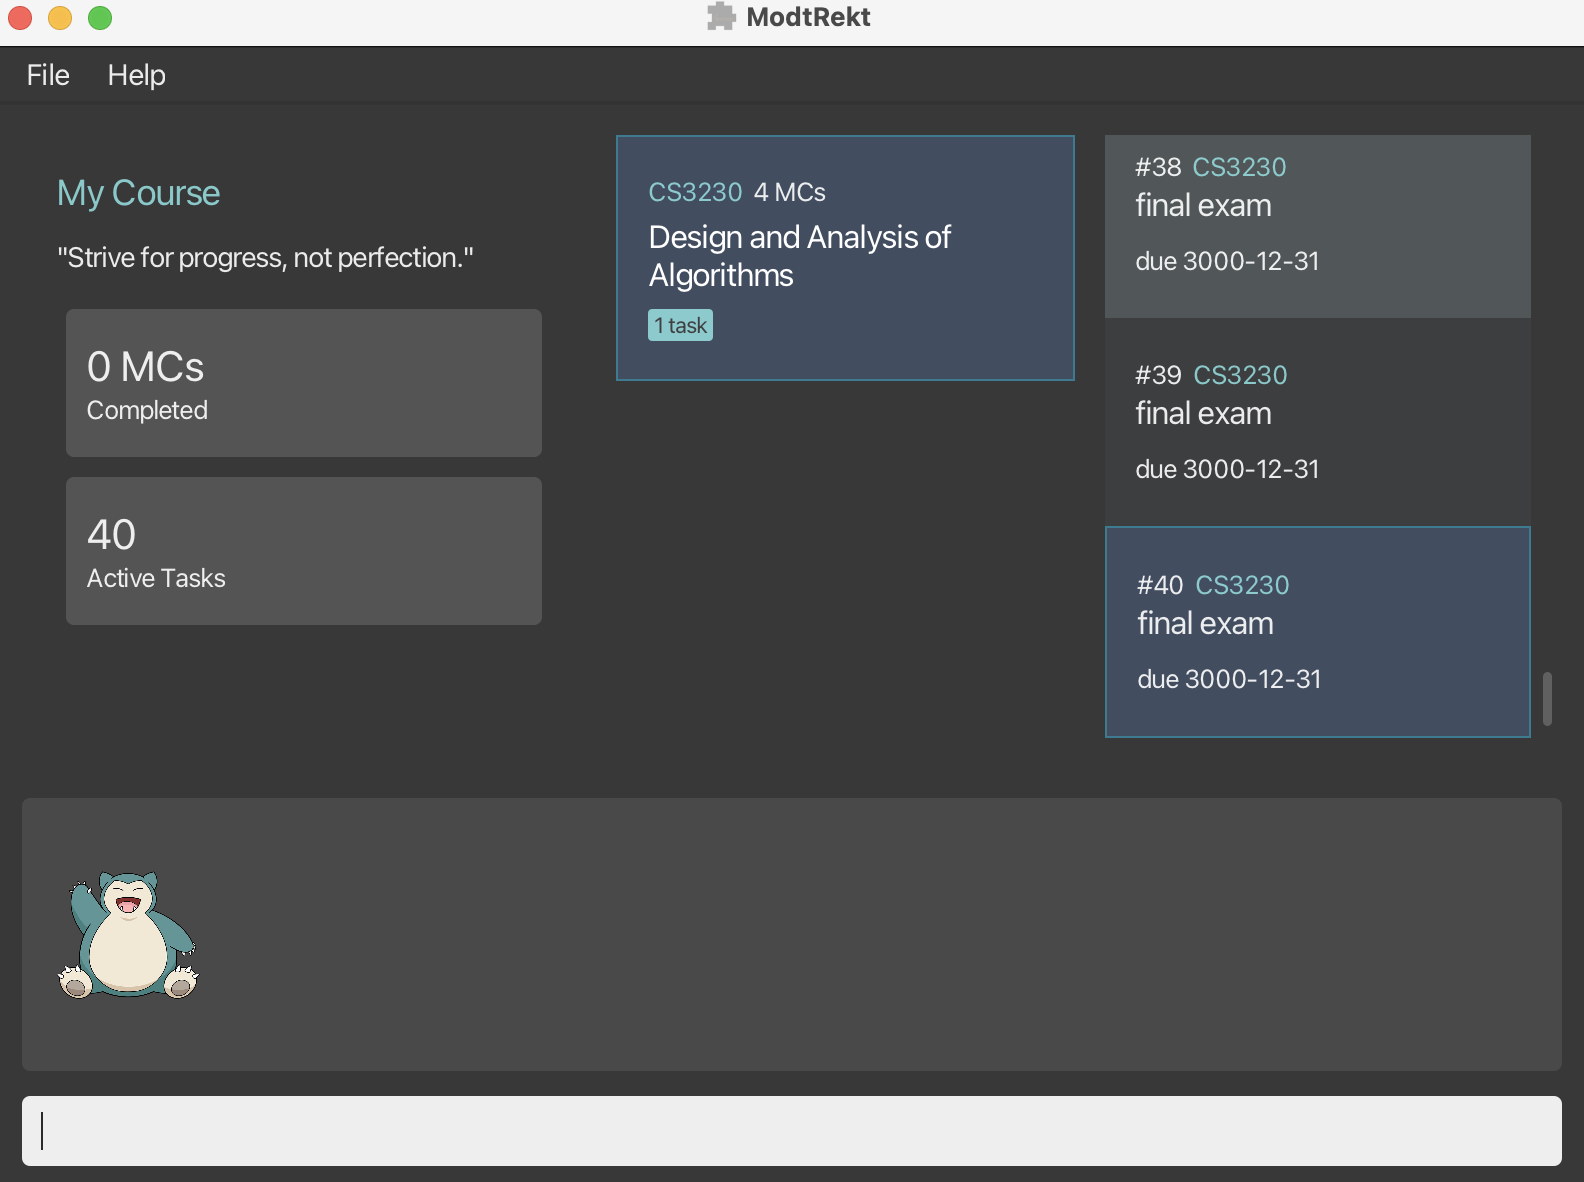 ModtRekt
File Help
My Course
"Strive for progress, not perfection."
0 MCs
Completed
40
Active Tasks
CS3230 4 MCs
Design and Analysis of
Algorithms
1 task
#38 CS3230
final exam
due 3000-12-31
#39 CS3230
final exam
due 3000-12-31
#40 CS3230
final exam
due 3000-12-31